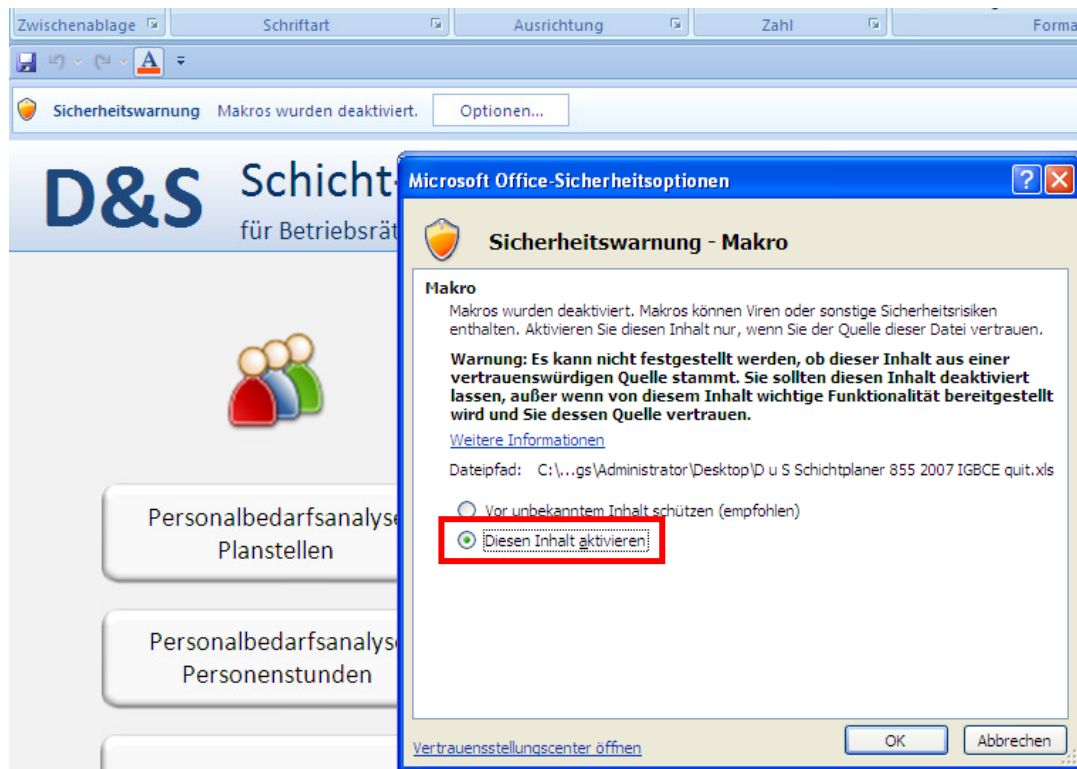 Zwischenablage Schriftart Ausrichtung Zahl Forma
A
Sicherheitswarnung Makros wurden deaktiviert. Optionen...
D&S Schicht-
für Betriebsrät
Microsoft Office-Sicherheitsoptionen
Sicherheitswarnung - Makro
Makro
Makros wurden deaktiviert. Makros können Viren oder sonstige Sicherheitsrisiken
enthalten. Aktivieren Sie diesen Inhalt nur, wenn Sie der Quelle dieser Datei vertrauen.
Warnung: Es kann nicht festgestellt werden, ob dieser Inhalt aus einer
vertrauenswürdigen Quelle stammt. Sie sollten diesen Inhalt deaktiviert
lassen, außer wenn von diesem Inhalt wichtige Funktionalität bereitgestellt
wird und Sie dessen Quelle vertrauen.
Weitere Informationen
Dateipfad: C:\...gs\Administrator\Desktop\D u S Schichtplaner 855 2007 IGBCE quit.xls
Vor unbekanntem Inhalt schützen (empfohlen)
Diesen Inhalt aktivieren
Vertrauensstellungscenter öffnen
OK Abbrechen
Personalbedarfsanalyse
Planstellen
Personalbedarfsanalys
Personenstunden